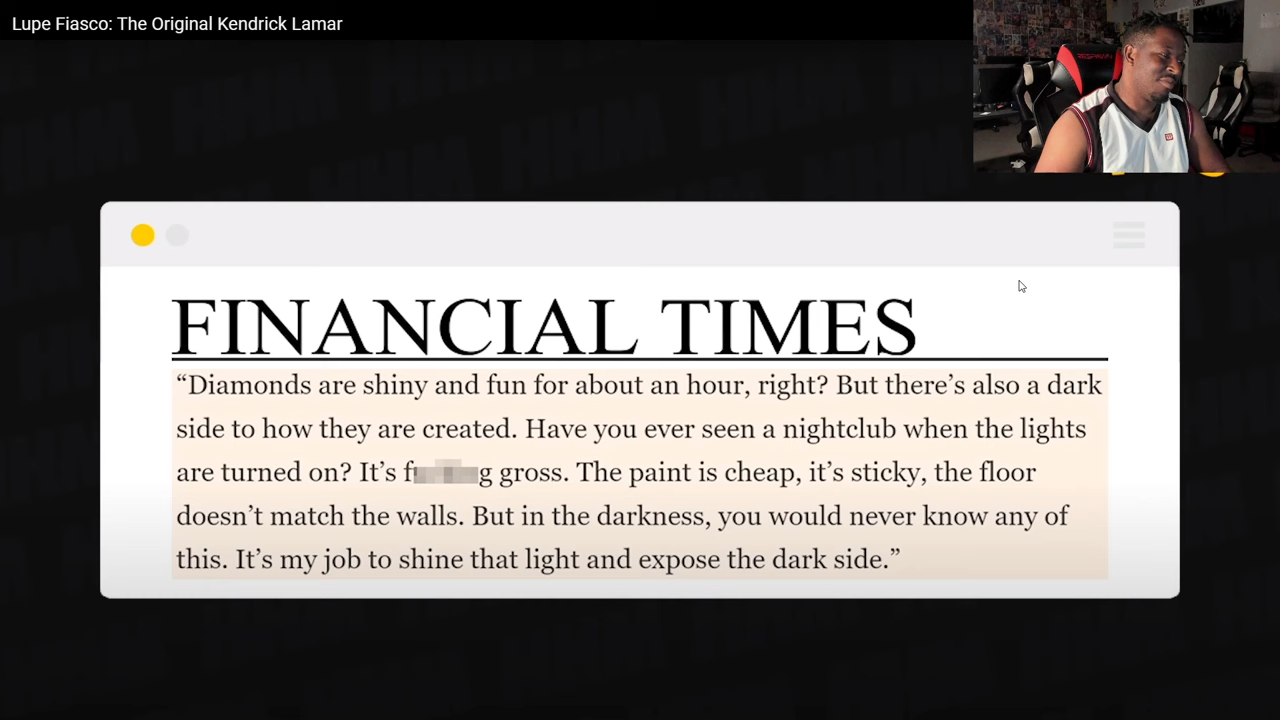 Lupe Fiasco: The Original Kendrick Lamar
FINANCIAL TIMES
“Diamonds are shiny and fun for about an hour, right? But there’s also a dark
side to how they are created. Have you ever seen a nightclub when the lights
are turned on? It’s f g gross. The paint is cheap, it’s sticky, the floor
doesn’t match the walls. But in the darkness, you would never know any of
this. It’s my job to shine that light and expose the dark side.”